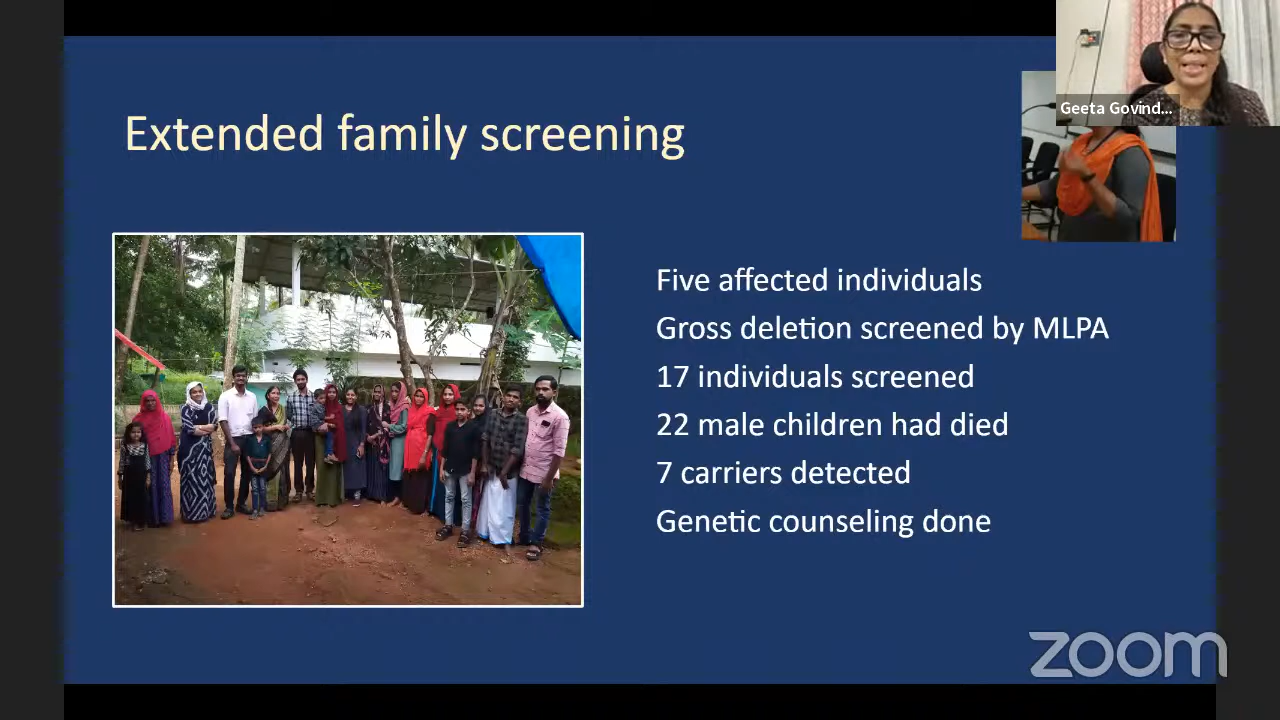 Geeta Govind...
Extended family screening
Five affected individuals
Gross deletion screened by MLPA
17 individuals screened
22 male children had died
7 carriers detected
Genetic counseling done
zoom